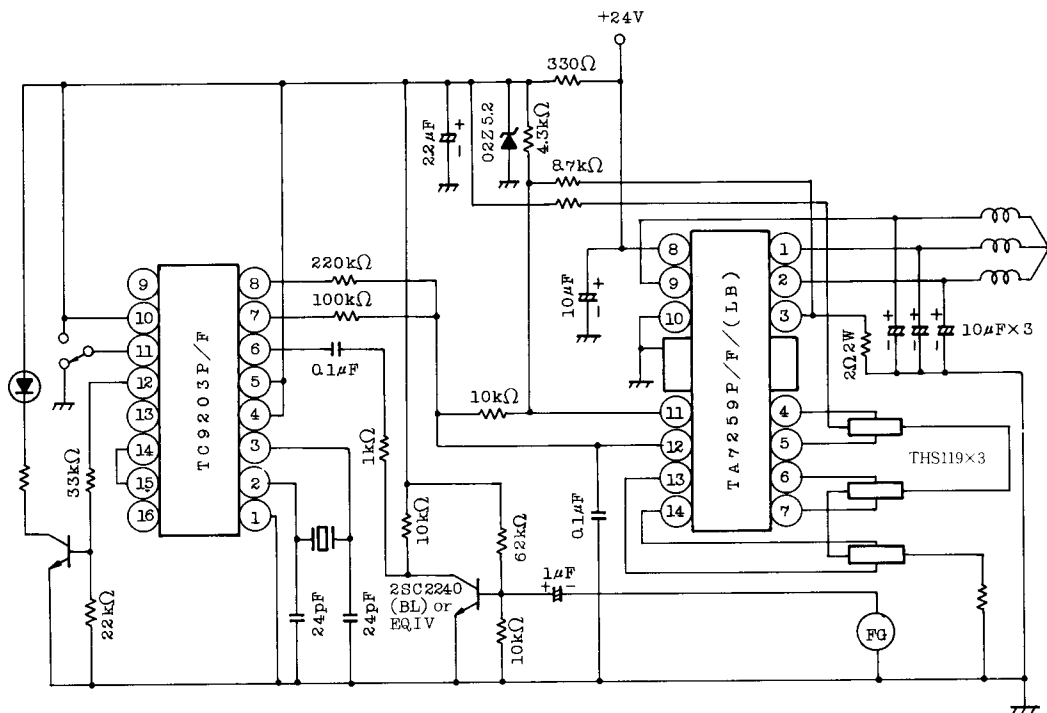 +24V
330Ω
22μF
+
-
02Z5.2
4.3kΩ
8.7kΩ
220kΩ
100kΩ
0.1μF
10μF
+
-
+
+
+
-
-
-
10μF×3
2Ω2W
9
10
11
12
13
14
15
16
TC9203P/F
8
7
6
5
4
3
2
1
8
9
10
11
12
13
14
TA7259P/F/(LB)
1
2
3
4
5
6
7
THS119×3
10kΩ
1kΩ
33kΩ
10kΩ
62kΩ
0.1μF
22kΩ
24pF
24pF
2SC2240
(BL) or
EQIV
1μF
+ -
10kΩ
FG